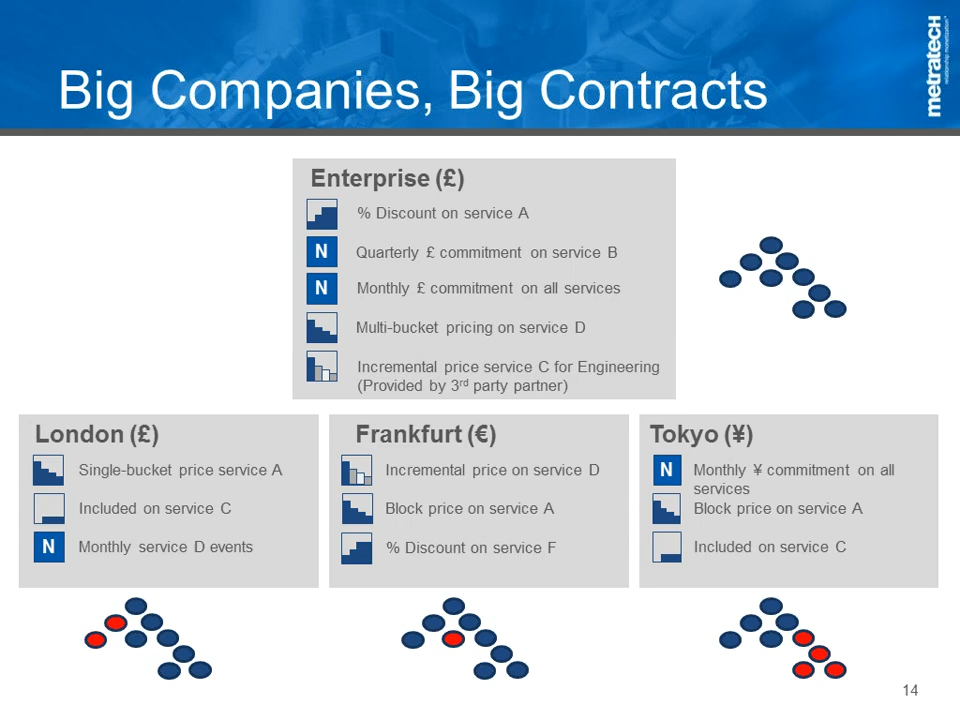 Big Companies, Big Contracts
metratech
Enterprise (£)
% Discount on service A
N Quarterly £ commitment on service B
N Monthly £ commitment on all services
Multi-bucket pricing on service D
Incremental price service C for Engineering
(Provided by 3rd party partner)
London (£)
Single-bucket price service A
Included on service C
N Monthly service D events
Frankfurt (€)
Incremental price on service D
Block price on service A
% Discount on service F
Tokyo (¥)
N Monthly ¥ commitment on all
services
Block price on service A
Included on service C
14